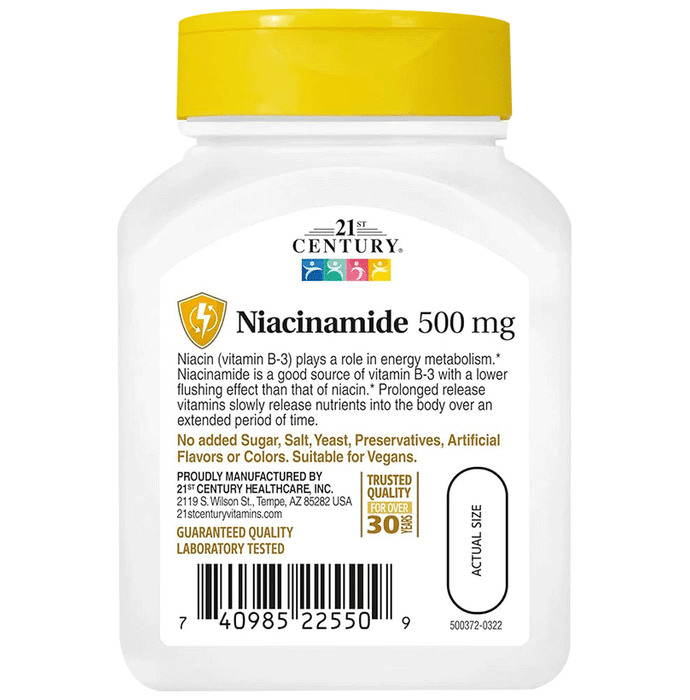 21ST
CENTURY®
Niacinamide 500 mg
Niacin (vitamin B-3) plays a role in energy metabolism.*
Niacinamide is a good source of vitamin B-3 with a lower
flushing effect than that of niacin.* Prolonged release
vitamins slowly release nutrients into the body over an
extended period of time.
No added Sugar, Salt, Yeast, Preservatives, Artificial
Flavors or Colors. Suitable for Vegans.
PROUDLY MANUFACTURED BY
21ST CENTURY HEALTHCARE, INC.
2119 S. Wilson St., Tempe, AZ 85282 USA
21stcenturyvitamins.com
GUARANTEED QUALITY
LABORATORY TESTED
TRUSTED
QUALITY
FOR OVER
30 YEARS
ACTUAL SIZE
7 40985 22550 9
500372-0322